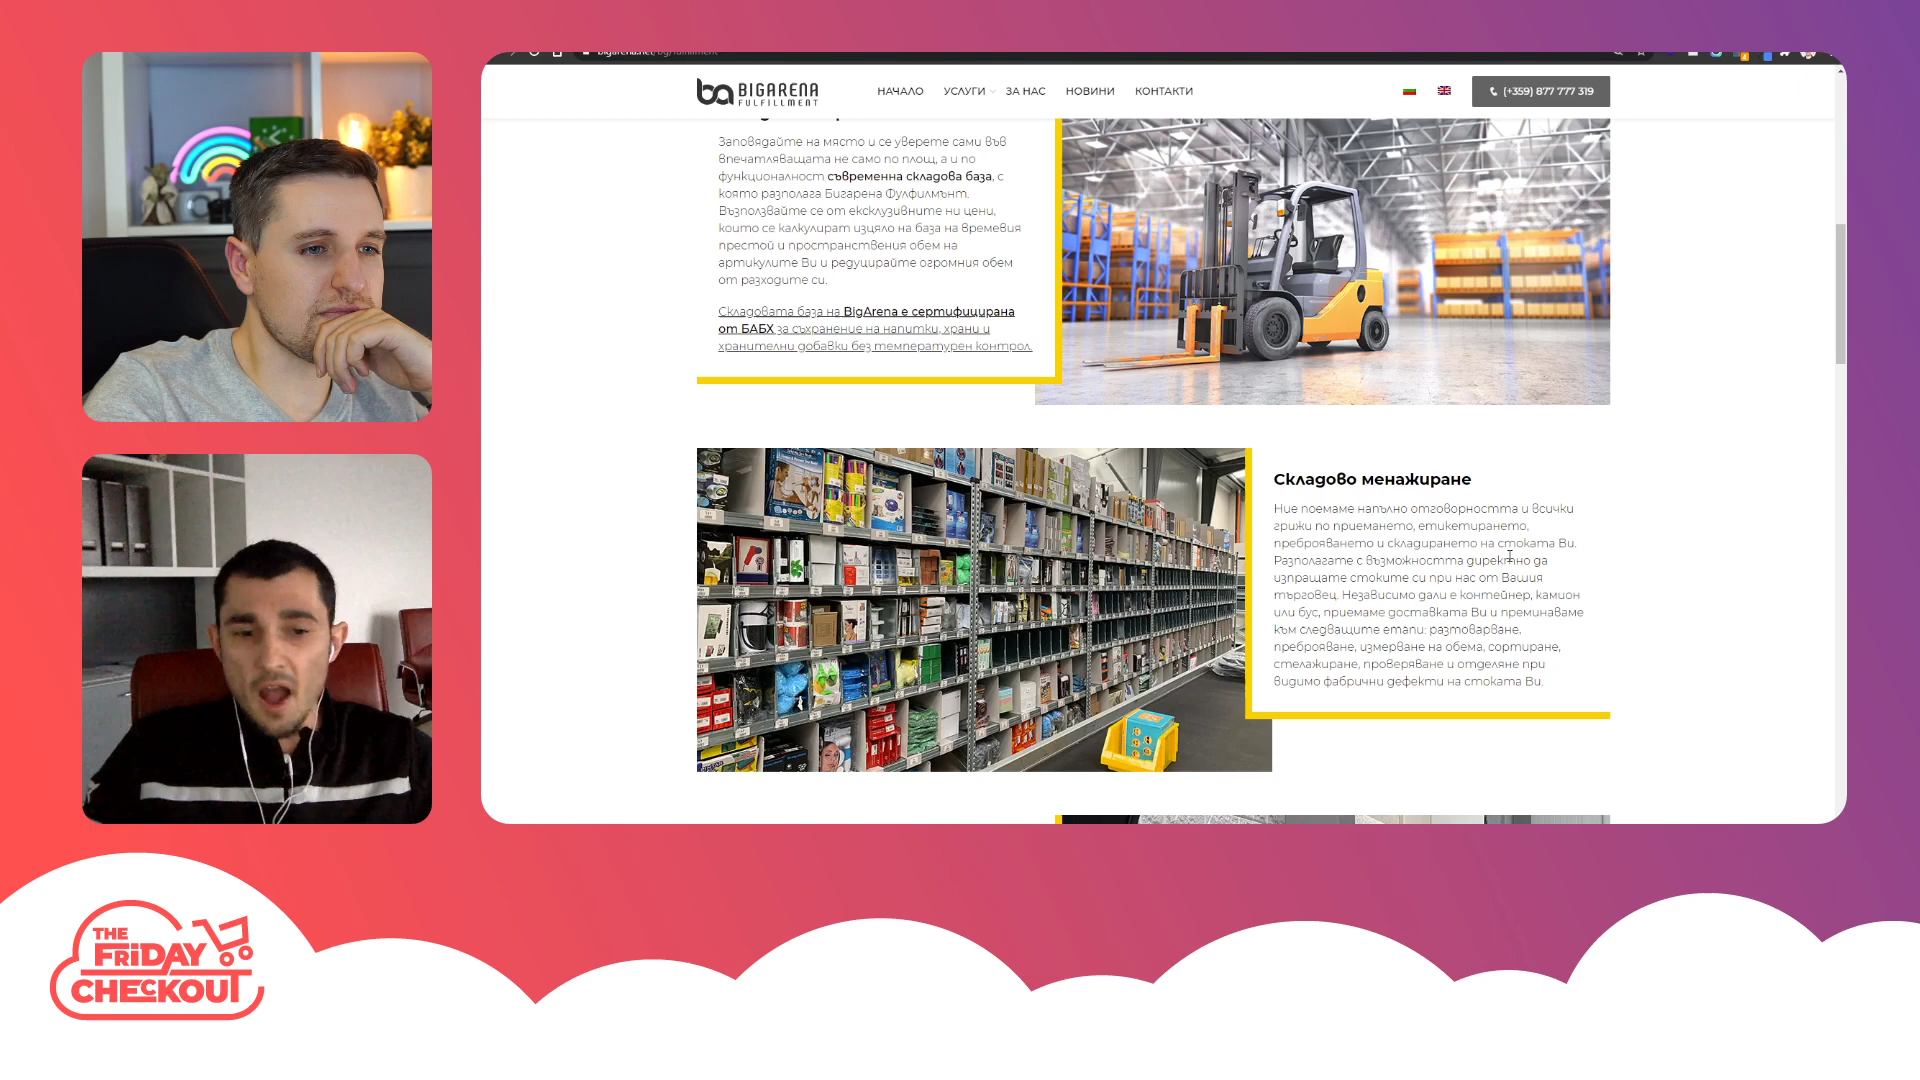 BIGARENA
FULFILLMENT
НАЧАЛО
УСЛУГИ
ЗА НАС
НОВИНИ
КОНТАКТИ
(+359) 877 777 319
Заповядайте на място и се уверете сами във
впечатляващата не само по площ, а и по
функционалност съвременна складова база, с
която разполага Бигарена Фулфилмънт.
Възползвайте се от ексклузивните ни цени,
които се калкулират изцяло на база на времевия
престой и пространствения обем на
артикулите Ви и редуцирайте огромния обем
от разходите си.
Складовата база на BigArena е сертифицирана
от БАБХ за съхранение на напитки, храни и
хранителни добавки без температурен контрол.
Складово менажиране
Ние поемаме напълно отговорността и всички
грижи по приемането, етикетирането,
преброяването и складирането на стоката Ви.
Разполагате с възможността директно да
изпращате стоките си при нас от Вашия
търговец. Независимо дали е контейнер, камион
или бус, приемаме доставката Ви и преминаваме
към следващите етапи: разтоварване,
преброяване, измерване на обема, сортиране,
стелажиране, проверяване и отделяне при
видимо фабрични дефекти на стоката Ви.
THE
FRiDAY
CHECKOUT